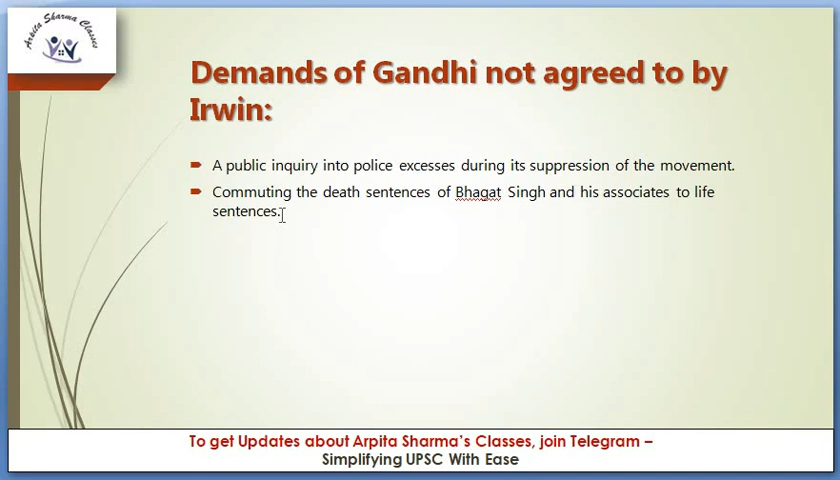 Arpita Sharma Classes
Demands of Gandhi not agreed to by
Irwin:
A public inquiry into police excesses during its suppression of the movement.
Commuting the death sentences of Bhagat Singh and his associates to life
sentences.
To get Updates about Arpita Sharma's Classes, join Telegram –
Simplifying UPSC With Ease